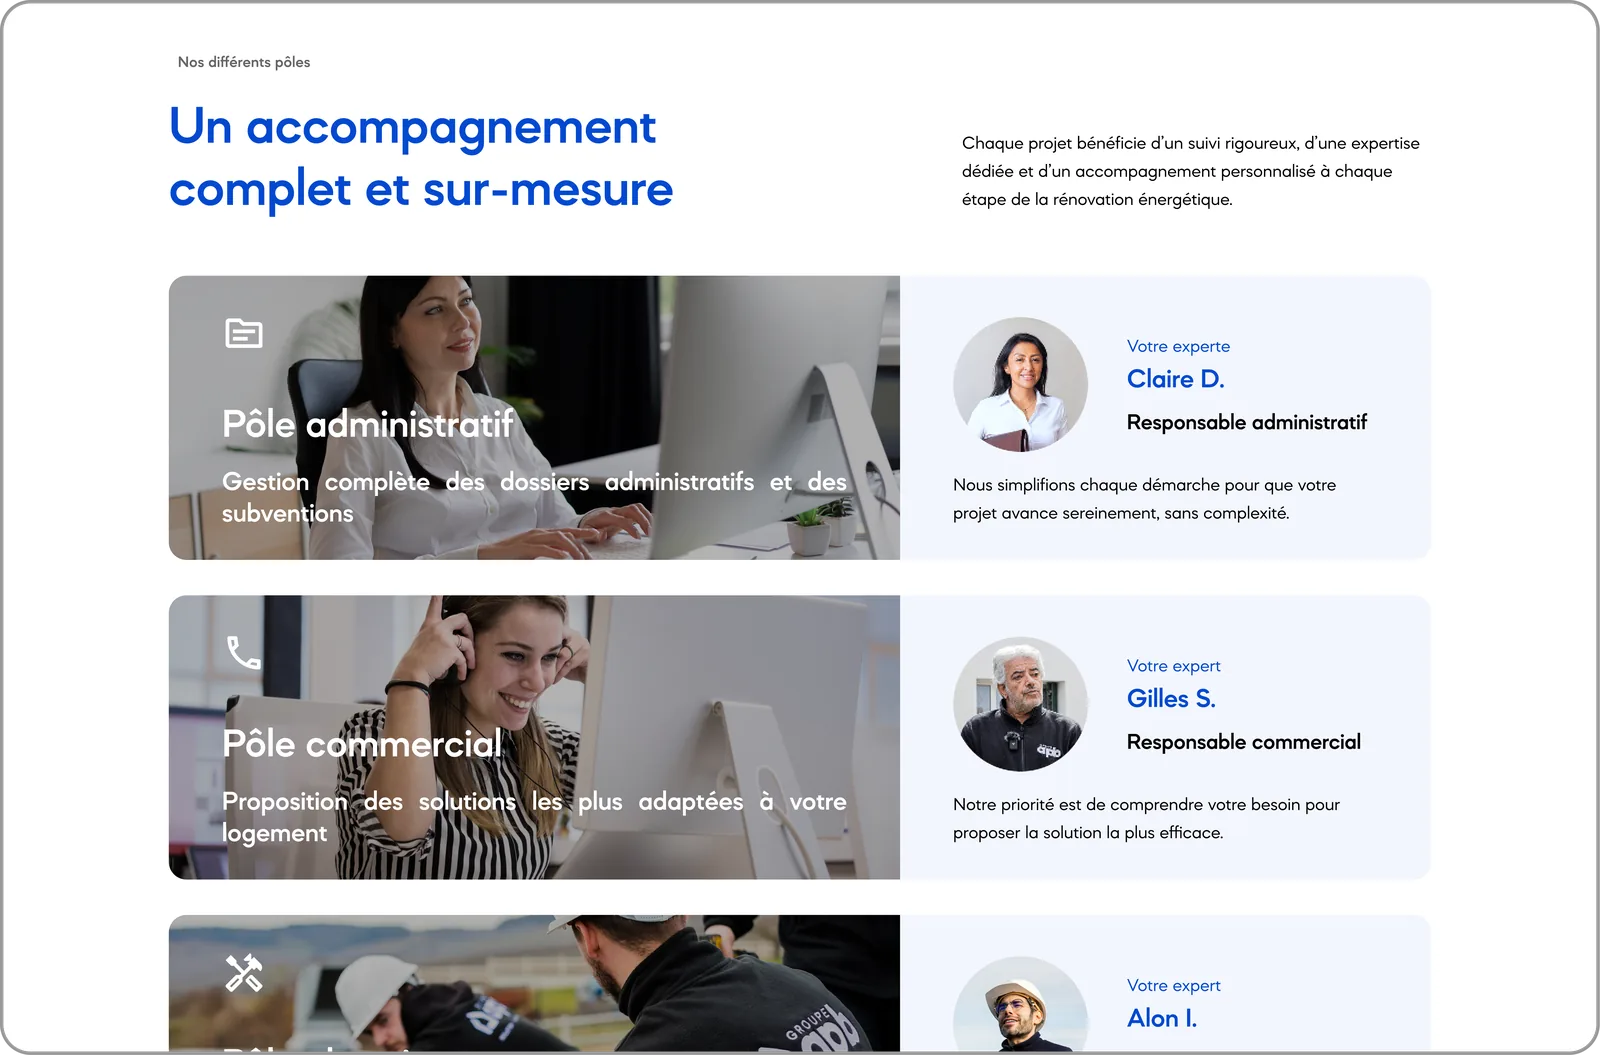 Nos différents pôles
Un accompagnement
complet et sur-mesure
Chaque projet bénéficie d'un suivi rigoureux, d'une expertise
dédiée et d'un accompagnement personnalisé à chaque
étape de la rénovation énergétique.
Pôle administratif
Gestion complète des dossiers administratifs et des
subventions
Votre experte
Claire D.
Responsable administratif
Nous simplifions chaque démarche pour que votre
projet avance sereinement, sans complexité.
Pôle commercial
Proposition des solutions les plus adaptées à votre
logement
Votre expert
Gilles S.
Responsable commercial
apb
Notre priorité est de comprendre votre besoin pour
proposer la solution la plus efficace.
GROUPE
apb
Votre expert
Alon I.